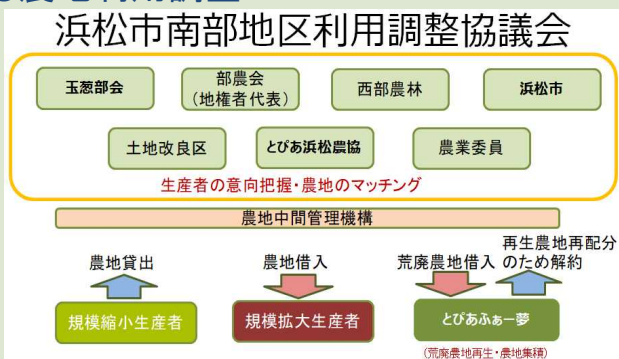 浜松市南部地区利用調整協議会
玉葱部会
部農会
(地権者代表)
西部農林
浜松市
土地改良区
とぴあ浜松農協
農業委員
生産者の意向把握・農地のマッチング
農地中間管理機構
農地貸出
農地借入
荒廃農地借入
再生農地再配分
のため解約
規模縮小生産者
規模拡大生産者
とぴあふぁー夢
(荒廃農地再生・農地集積)